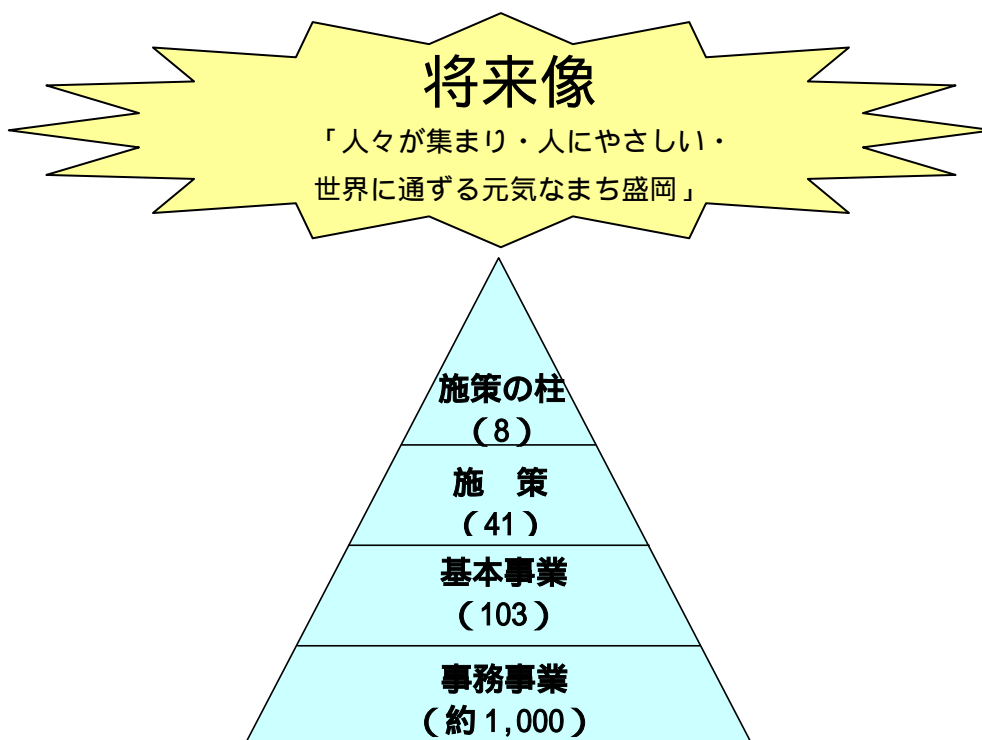 将来像
「人々が集まり・人にやさしい・
世界に通ずる元気なまち盛岡」
施策の柱
(8)
施　策
(41)
基本事業
(103)
事務事業
(約 1,000)